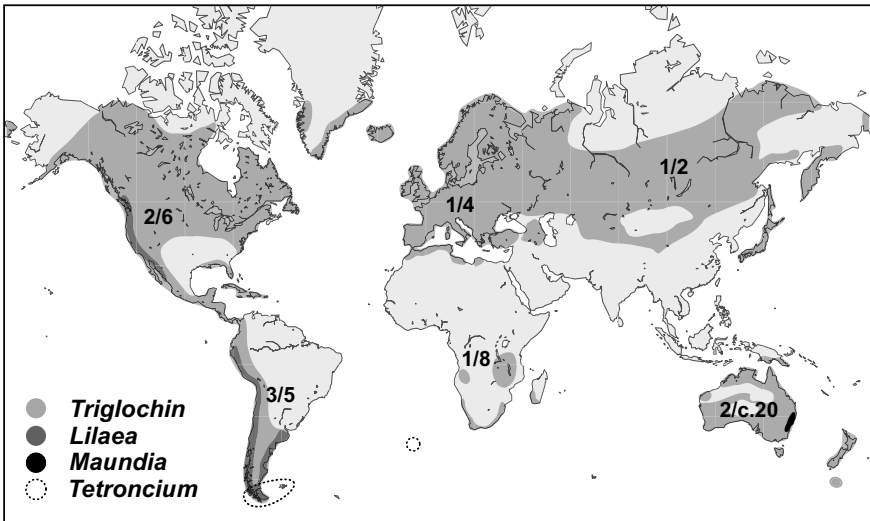 1/2
2/6
1/4
1/8
3/5
2/c.20
Triglochin
Lilaea
Maundia
Tetroncium